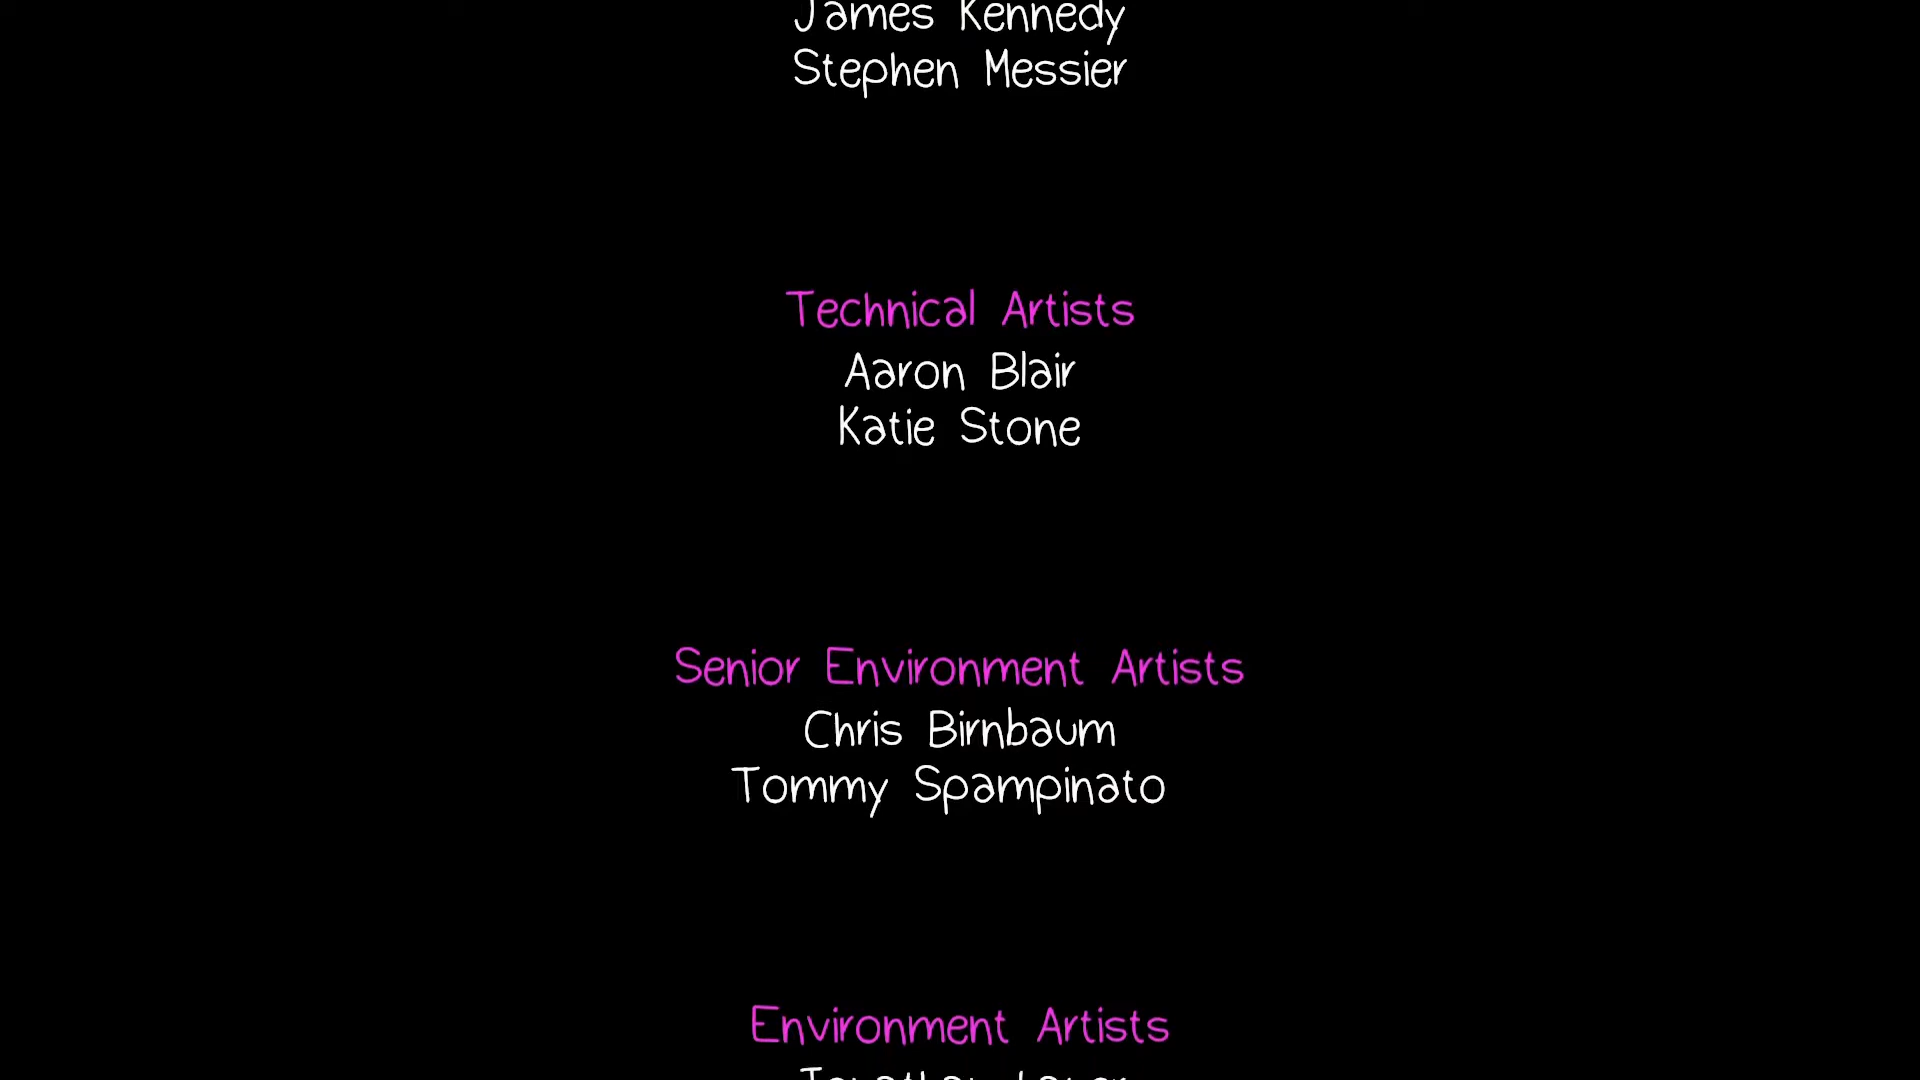 James Kennedy
Stephen Messier
Technical Artists
Aaron Blair
Katie Stone
Senior Environment Artists
Chris Birnbaum
Tommy Spampinato
Environment Artists